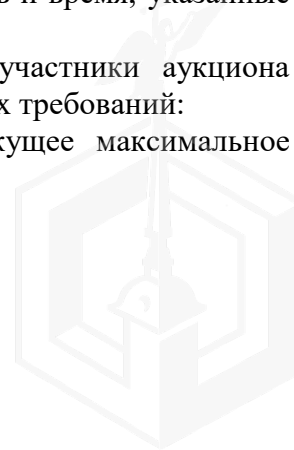 и время, указанные
участники аукциона
х требований:
кущее максимальное